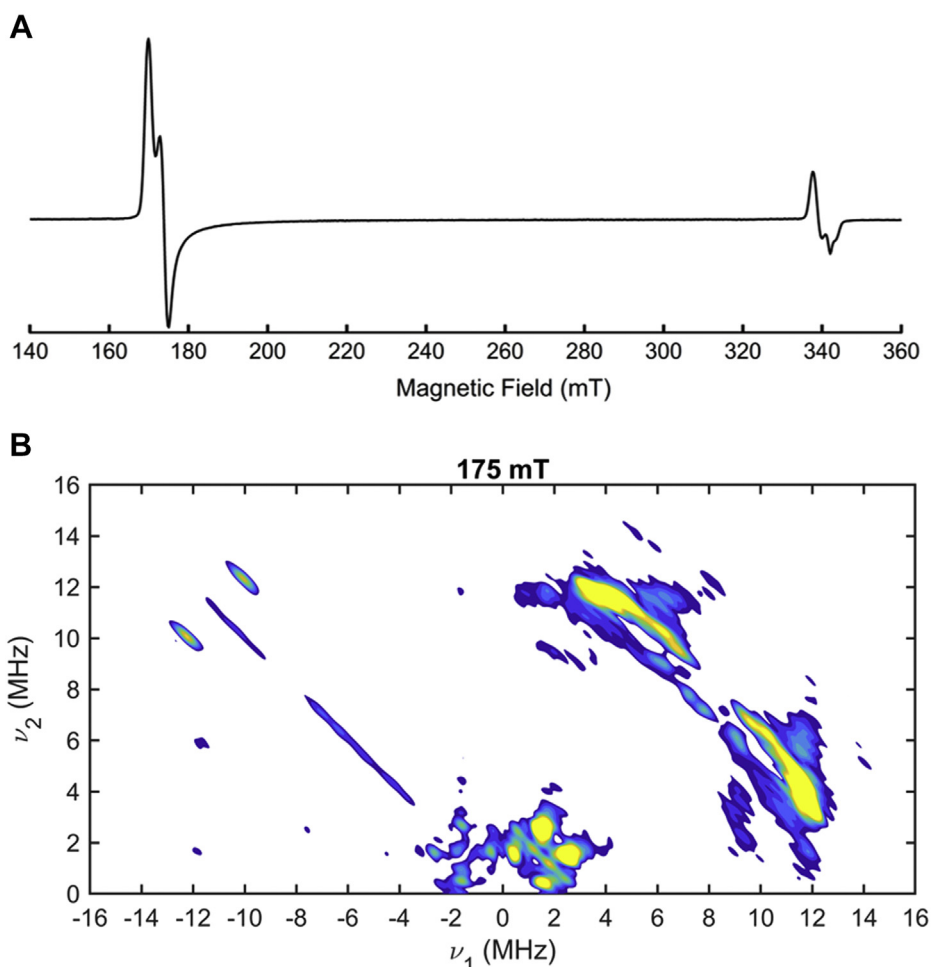 A
140 160 180 200 220 240 260 280 300 320 340 360
Magnetic Field (mT)
B
175 mT
16
14
12
10
8
6
4
2
0
ν2 (MHz)
-16 -14 -12 -10 -8 -6 -4 -2 0 2 4 6 8 10 12 14 16
ν1 (MHz)